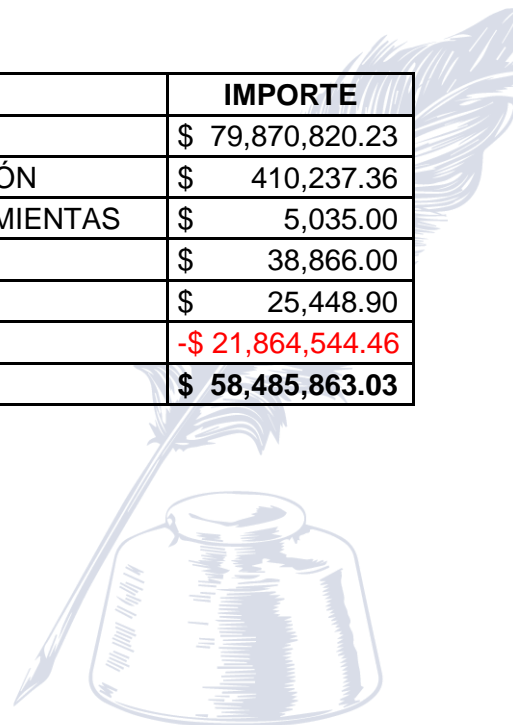 IMPORTE
$ 79,870,820.23
ÓN $ 410,237.36
MIENTAS $ 5,035.00
$ 38,866.00
$ 25,448.90
-$ 21,864,544.46
$ 58,485,863.03